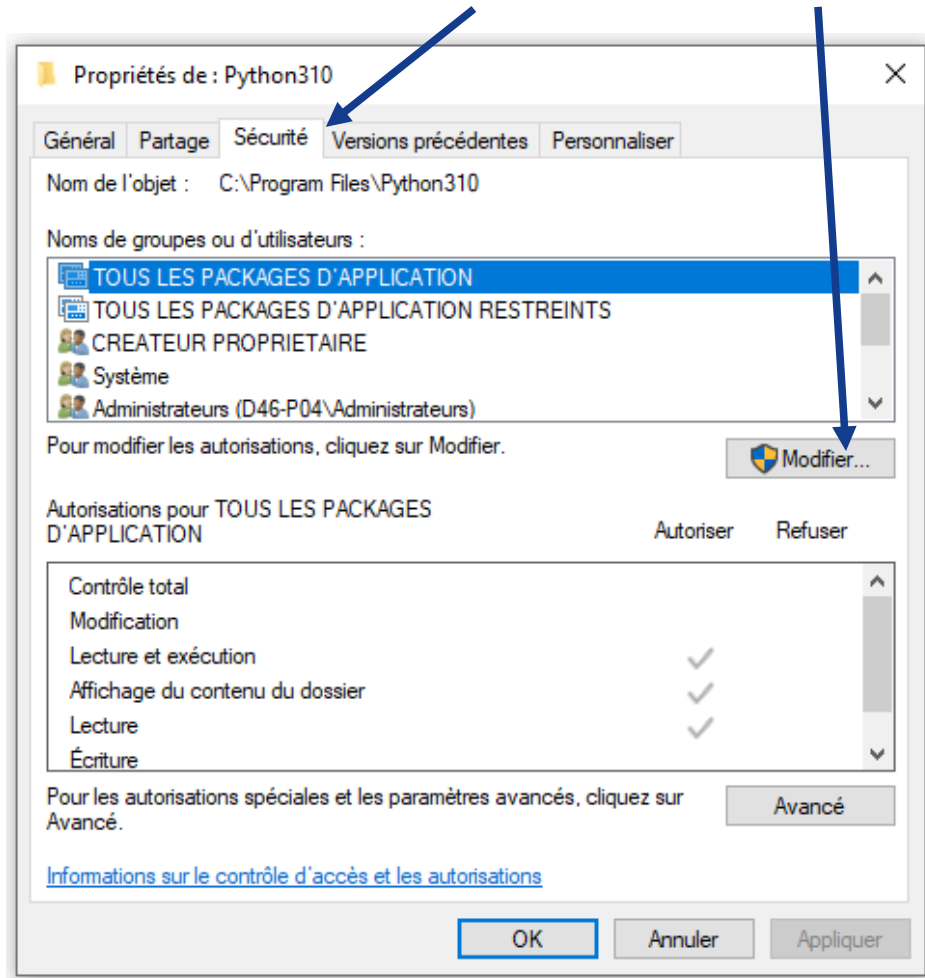 Propriétés de : Python310
Général Partage Sécurité Versions précédentes Personnaliser
Nom de l'objet : C:\Program Files\Python310
Noms de groupes ou d'utilisateurs :
TOUS LES PACKAGES D'APPLICATION
TOUS LES PACKAGES D'APPLICATION RESTREINTS
CREATEUR PROPRIETAIRE
Système
Administrateurs (D46-P04\Administrateurs)
Pour modifier les autorisations, cliquez sur Modifier.
Modifier...
Autorisations pour TOUS LES PACKAGES
D'APPLICATION
Autoriser Refuser
Contrôle total
Modification
Lecture et exécution
Affichage du contenu du dossier
Lecture
Écriture
Pour les autorisations spéciales et les paramètres avancés, cliquez sur
Avancé.
Avancé
Informations sur le contrôle d'accès et les autorisations
OK Annuler Appliquer